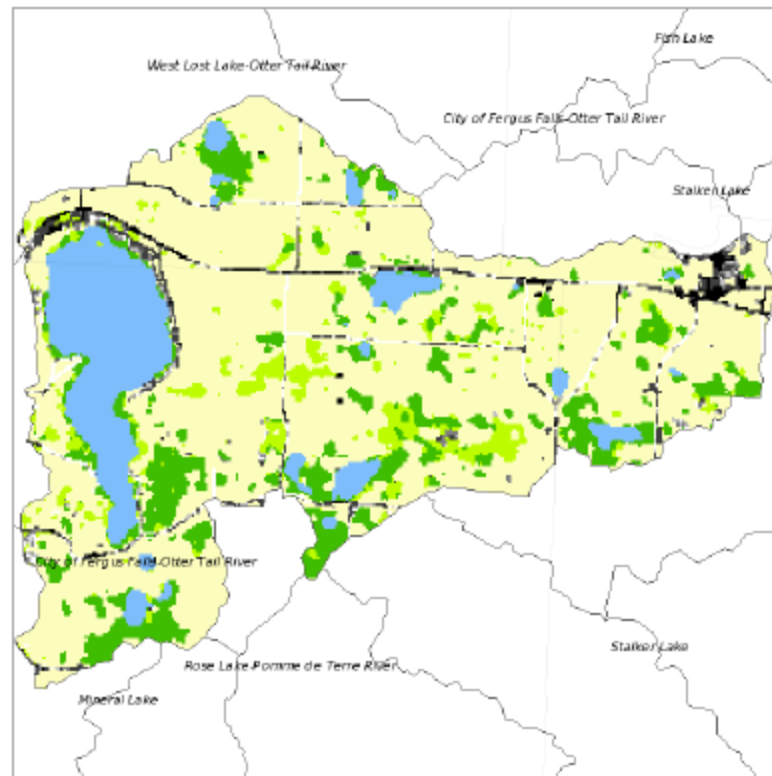 Fish Lake
West Lost Lake-Otter Tail River
City of Fergus Falls-Otter Tail River
Stalker Lake
City of Fergus Falls-Otter Tail River
Stalker Lake
Rose Lake-Pomme de Terre River
Mineral Lake